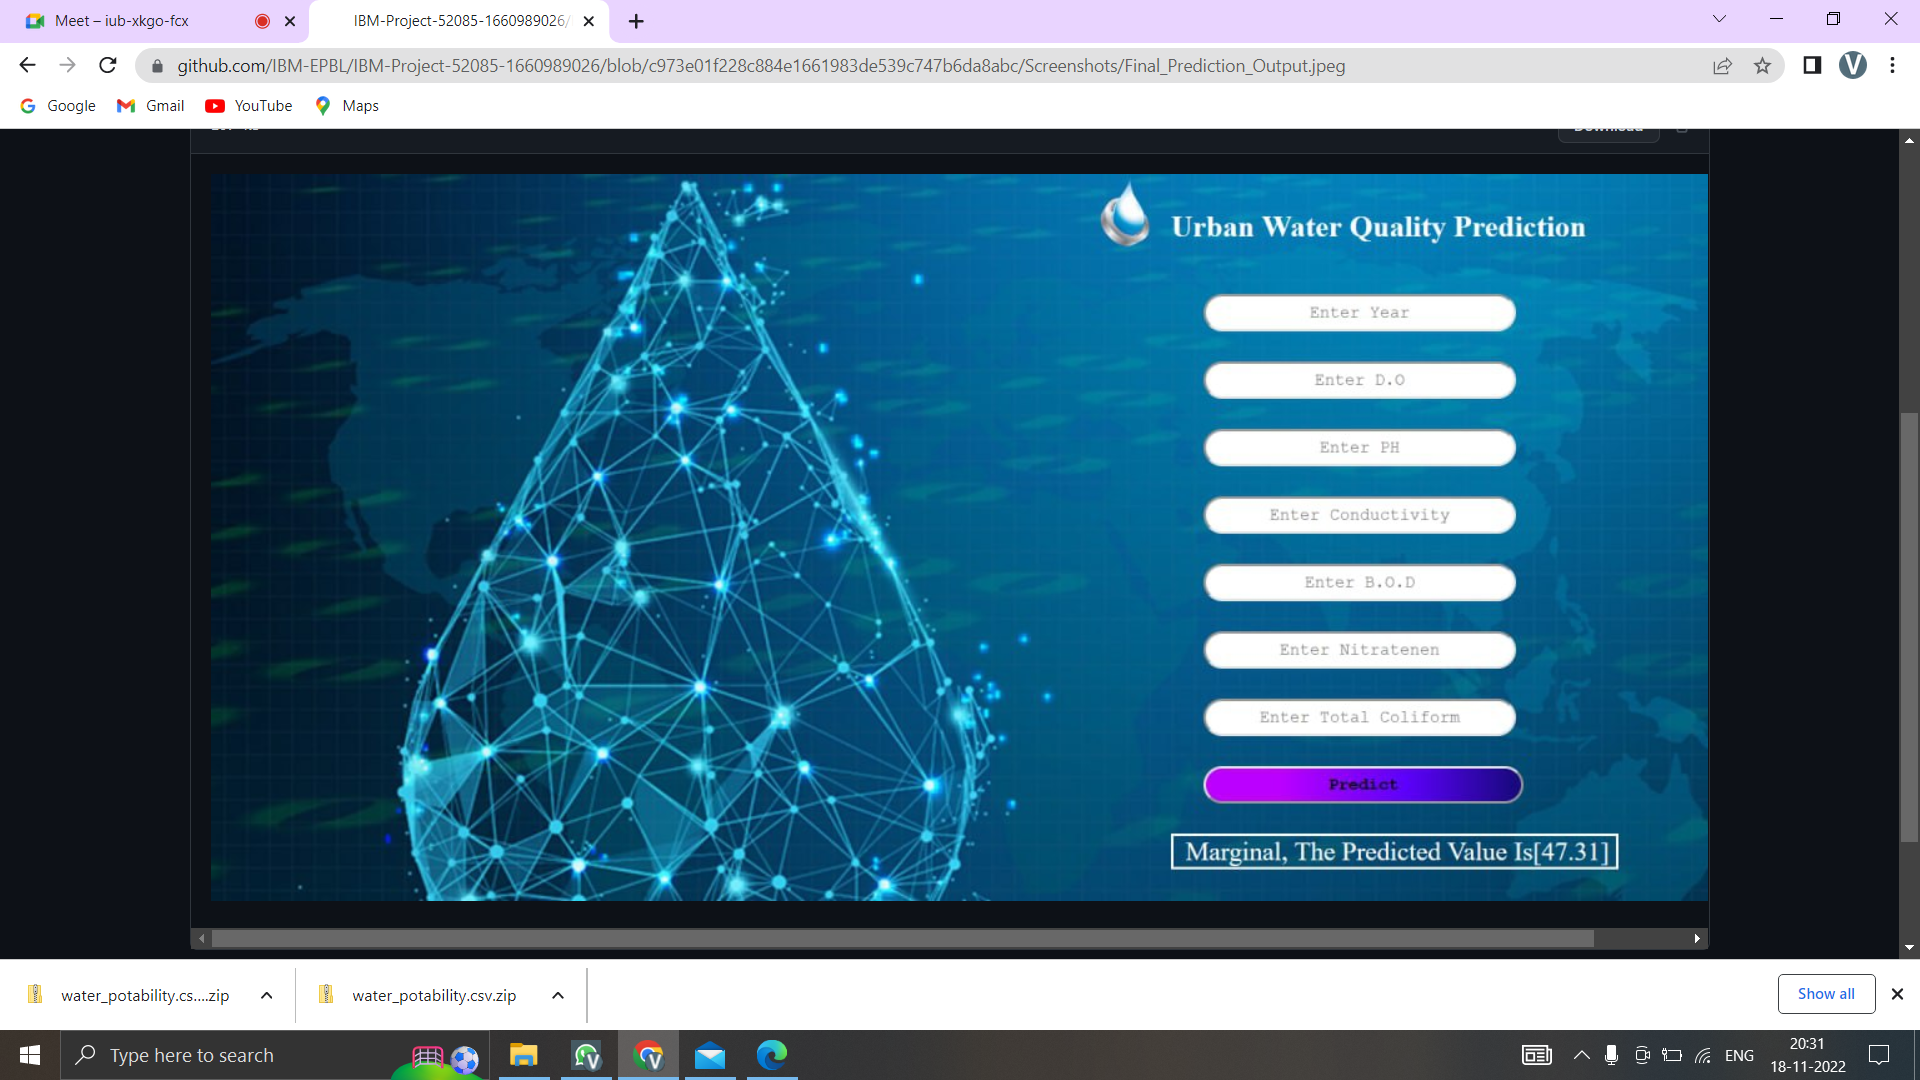 Meet – iub-xkgo-fcx
IBM-Project-52085-1660989026/
github.com/IBM-EPBL/IBM-Project-52085-1660989026/blob/c973e01f228c884e1661983de539c747b6da8abc/Screenshots/Final_Prediction_Output.jpeg
V
Google
Gmail
YouTube
Maps
Download
Urban Water Quality Prediction
Enter Year
Enter D.O
Enter PH
Enter Conductivity
Enter B.O.D
Enter Nitratenen
Enter Total Coliform
Predict
Marginal, The Predicted Value Is[47.31]
water_potability.cs....zip
water_potability.csv.zip
Show all
Type here to search
V
V
ENG
20:31
18-11-2022